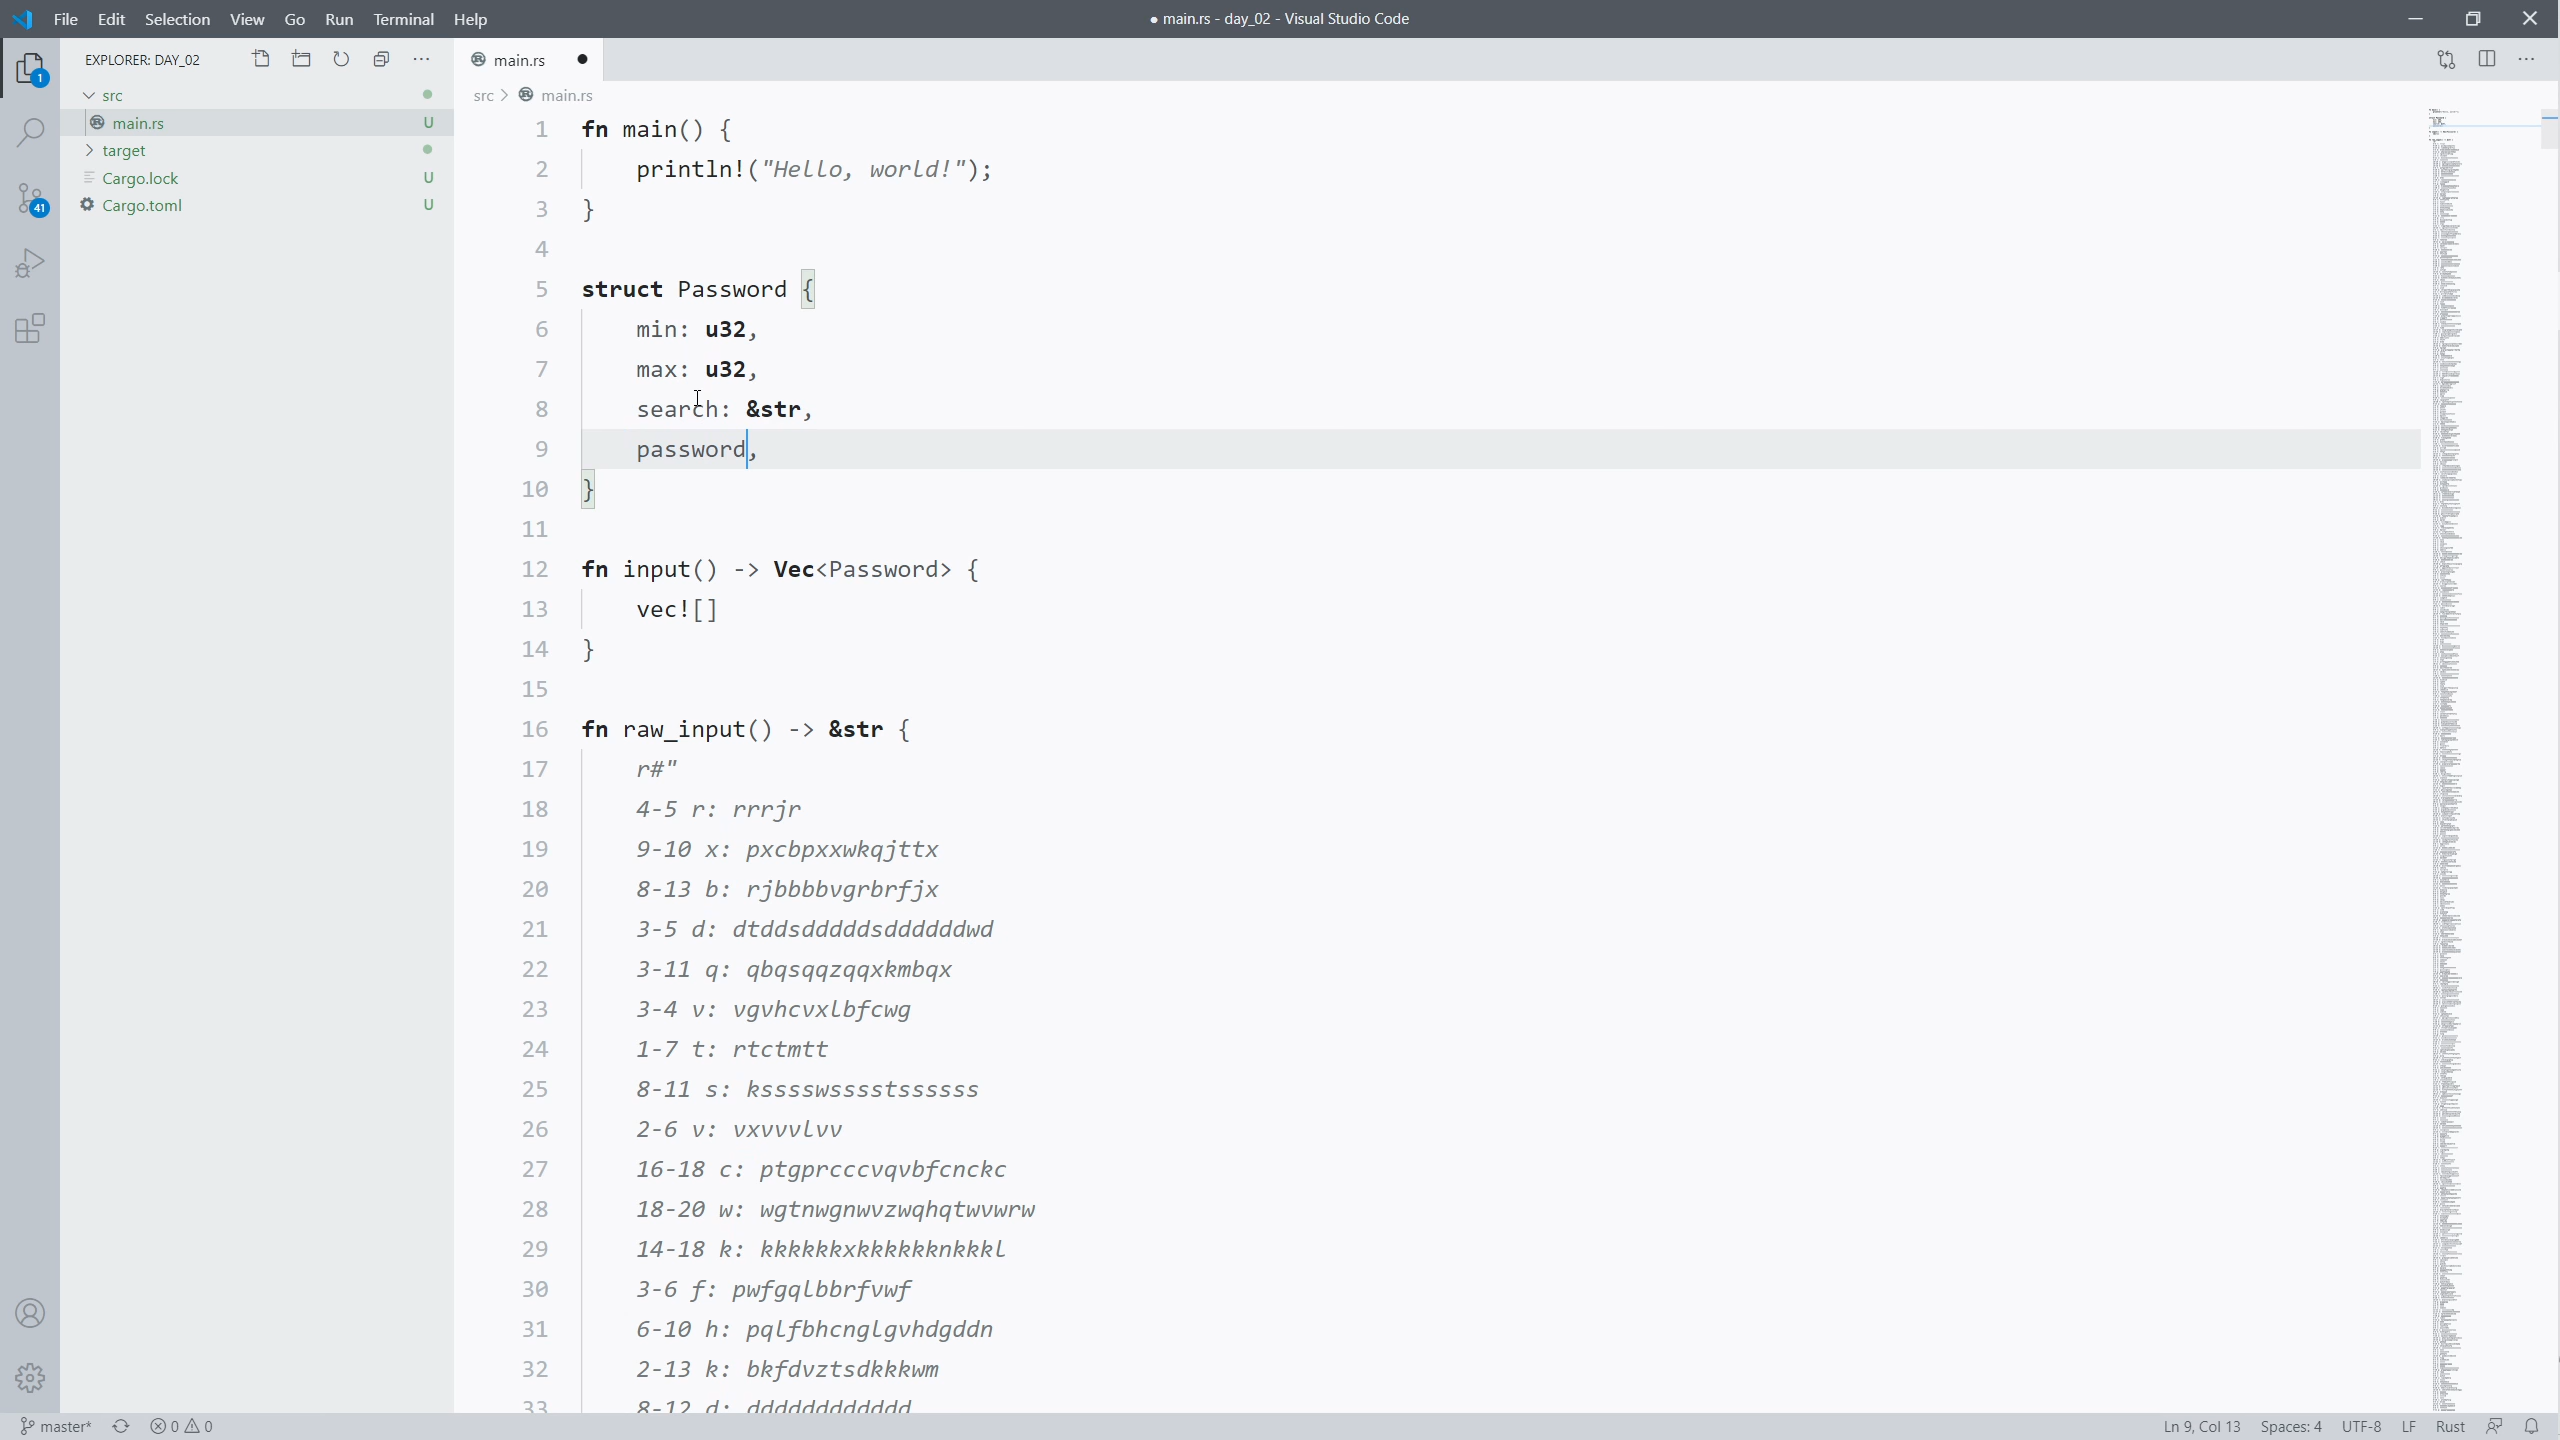 File Edit Selection View Go Run Terminal Help
● main.rs - day_02 - Visual Studio Code
EXPLORER: DAY_02
src
main.rs U
target
Cargo.lock U
Cargo.toml U
1
41
main.rs
src > main.rs
1 fn main() {
2 println!("Hello, world!");
3 }
4
5 struct Password {
6 min: u32,
7 max: u32,
8 search: &str,
9 password,
10 }
11
12 fn input() -> Vec<Password> {
13 vec![]
14 }
15
16 fn raw_input() -> &str {
17 r#"
18 4-5 r: rrrjr
19 9-10 x: pxcbpxxwkqjttx
20 8-13 b: rjbbbbvgrbrfjx
21 3-5 d: dtddsdddddsddddddwd
22 3-11 q: qbqsqqzqqxkmbqx
23 3-4 v: vgvhcvxlbfcwg
24 1-7 t: rtctmtt
25 8-11 s: ksssswsssstssssss
26 2-6 v: vxvvvlvv
27 16-18 c: ptgprcccvqvbfcnckc
28 18-20 w: wgtnwgnwvzwqhqtwvwrw
29 14-18 k: kkkkkkxkkkkkknkkkl
30 3-6 f: pwfgqlbbrfvwf
31 6-10 h: pqlfbhcnglgvhdgddn
32 2-13 k: bkfdvztsdkkkwm
33 8-12 d: ddddddddddddd
master* 0 0
Ln 9, Col 13 Spaces: 4 UTF-8 LF Rust